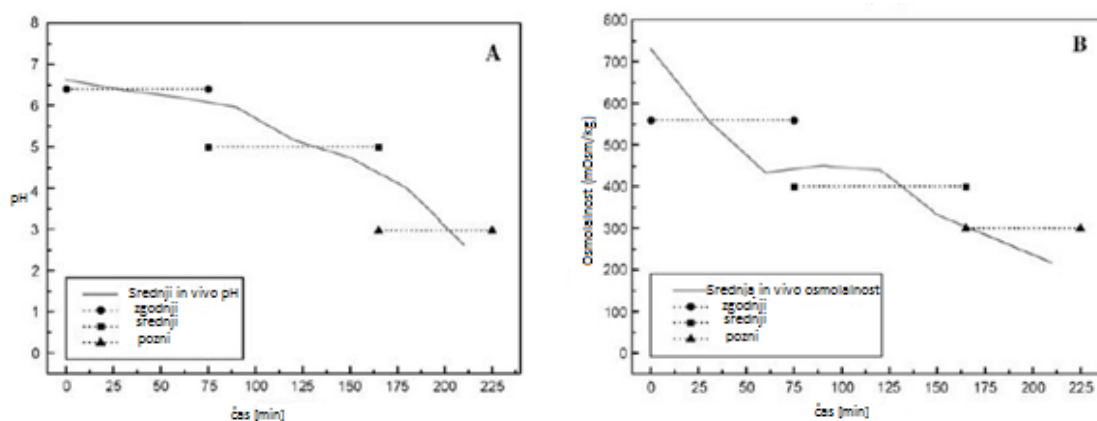 A
pH
8
7
6
5
4
3
2
1
0
Srednji in vivo pH
zgodnji
srednji
pozni
0 25 50 75 100 125 150 175 200 225
čas [min]
B
Osmolalnost (mOsm/kg)
800
700
600
500
400
300
200
100
0
Srednja in vivo osmolalnost
zgodnji
srednji
pozni
0 25 50 75 100 125 150 175 200 225
čas [min]